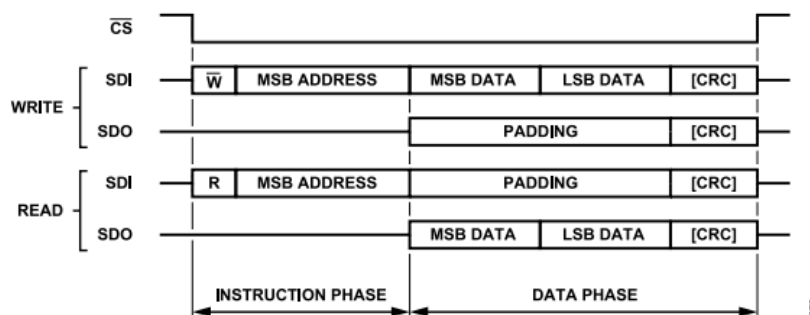 CS
SDI W MSB ADDRESS MSB DATA LSB DATA [CRC]
WRITE
SDO PADDING [CRC]
SDI R MSB ADDRESS PADDING [CRC]
READ
SDO MSB DATA LSB DATA [CRC]
INSTRUCTION PHASE DATA PHASE